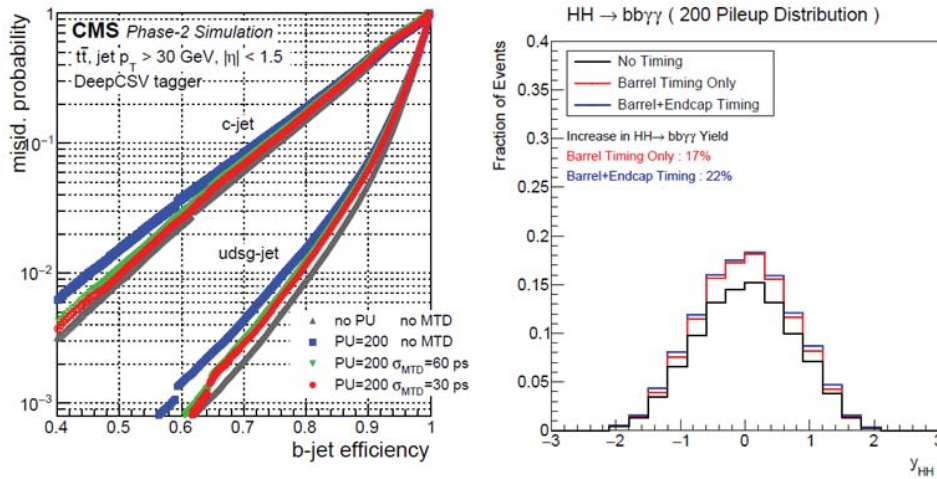 CMS Phase-2 Simulation
tt̄, jet p_T > 30 GeV, |η| < 1.5
DeepCSV tagger
c-jet
udsg-jet
no PU no MTD
PU=200 no MTD
PU=200 σ_MTD=60 ps
PU=200 σ_MTD=30 ps
misid. probability
1
10⁻¹
10⁻²
10⁻³
0.4 0.5 0.6 0.7 0.8 0.9 1
b-jet efficiency
HH → bbγγ ( 200 Pileup Distribution )
Fraction of Events
0.4
0.35
0.3
0.25
0.2
0.15
0.1
0.05
0
No Timing
Barrel Timing Only
Barrel+Endcap Timing
Increase in HH→ bbγγ Yield
Barrel Timing Only : 17%
Barrel+Endcap Timing : 22%
−3 −2 −1 0 1 2 3
y_HH